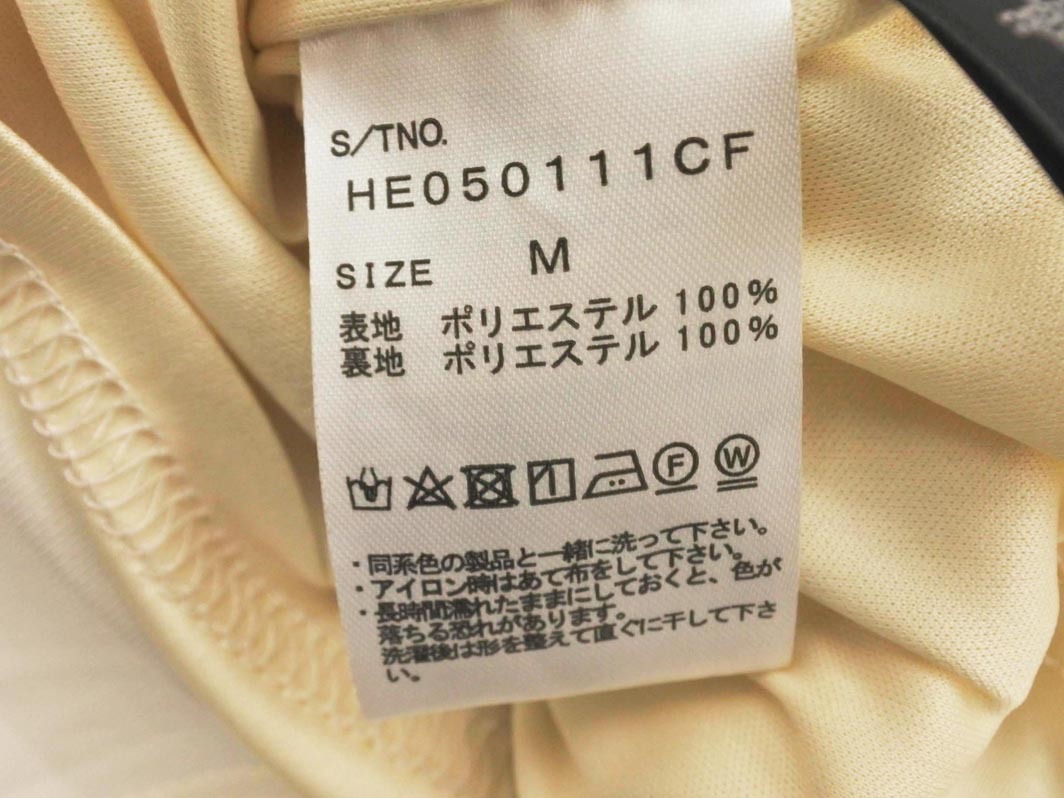 S/TNO.
HE050111CF
SIZE M
表地 ポリエステル 100%
裏地 ポリエステル 100%
F W
・同系色の製品と一緒に洗って下さい。
・アイロン時はあて布をして下さい。
・長時間濡れたままにしておくと、色が
落ちる恐れがあります。
洗濯後は形を整えて直ぐに干して下さ
い。